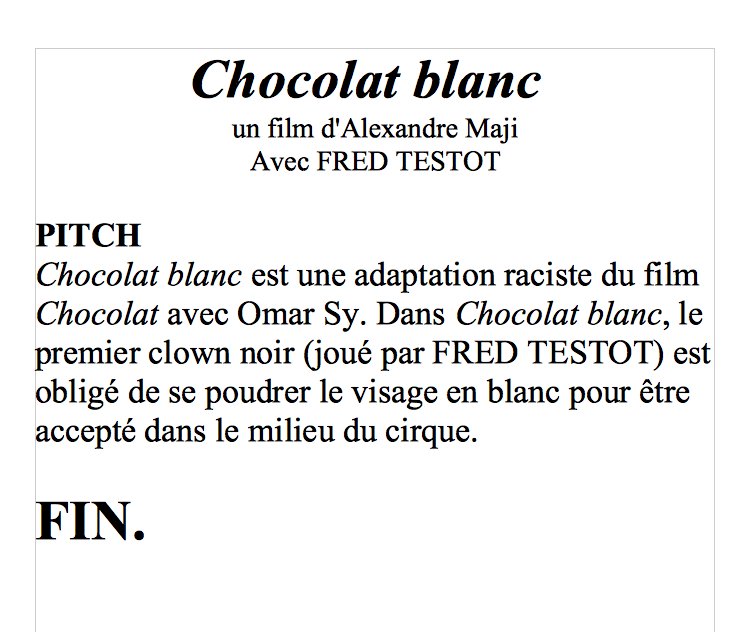 Chocolat blanc
un film d'Alexandre Maji
Avec FRED TESTOT
PITCH
Chocolat blanc est une adaptation raciste du film
Chocolat avec Omar Sy. Dans Chocolat blanc, le
premier clown noir (joué par FRED TESTOT) est
obligé de se poudrer le visage en blanc pour être
accepté dans le milieu du cirque.
FIN.